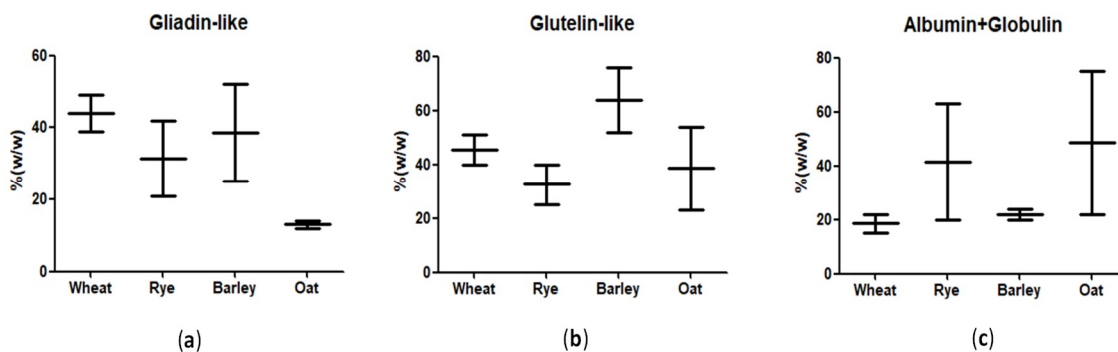 Gliadin-like
60
40
20
0
%(w/w)
Wheat Rye Barley Oat
(a)
Glutelin-like
80
60
40
20
0
%(w/w)
Wheat Rye Barley Oat
(b)
Albumin+Globulin
80
60
40
20
0
%(w/w)
Wheat Rye Barley Oat
(c)